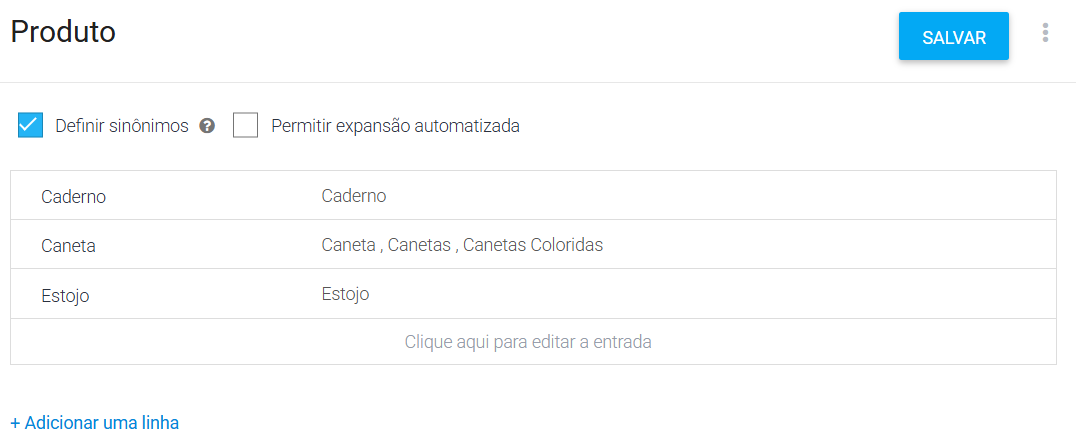 Produto
SALVAR
Definir sinônimos ? Permitir expansão automatizada
Caderno Caderno
Caneta Caneta , Canetas , Canetas Coloridas
Estojo Estojo
Clique aqui para editar a entrada
+ Adicionar uma linha